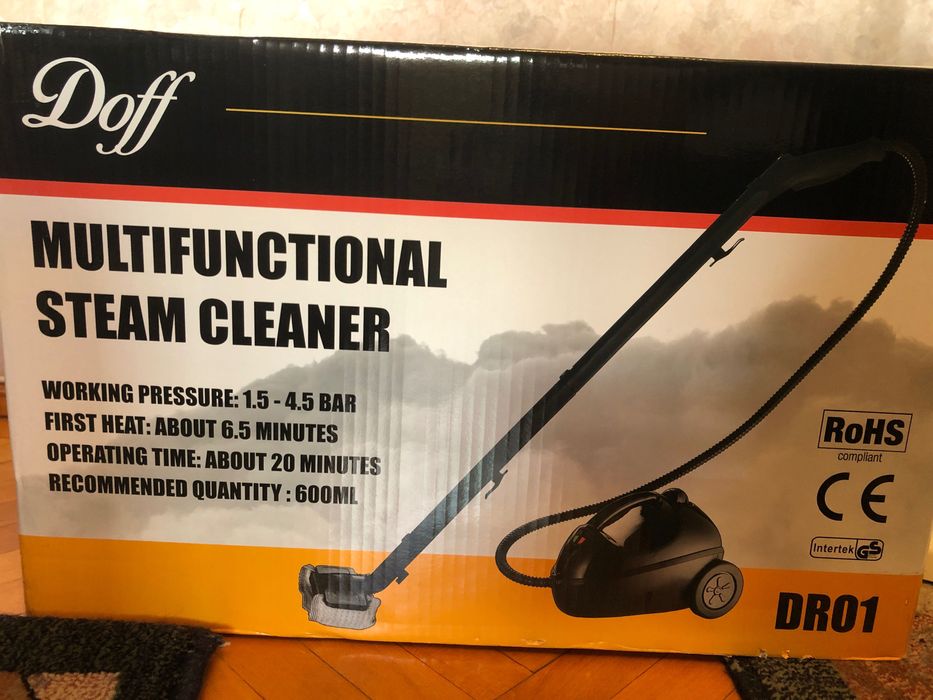 Doff
MULTIFUNCTIONAL
STEAM CLEANER
WORKING PRESSURE: 1.5 - 4.5 BAR
FIRST HEAT: ABOUT 6.5 MINUTES
OPERATING TIME: ABOUT 20 MINUTES
RECOMMENDED QUANTITY : 600ML
RoHS
compliant
CE
Intertek GS
DR01